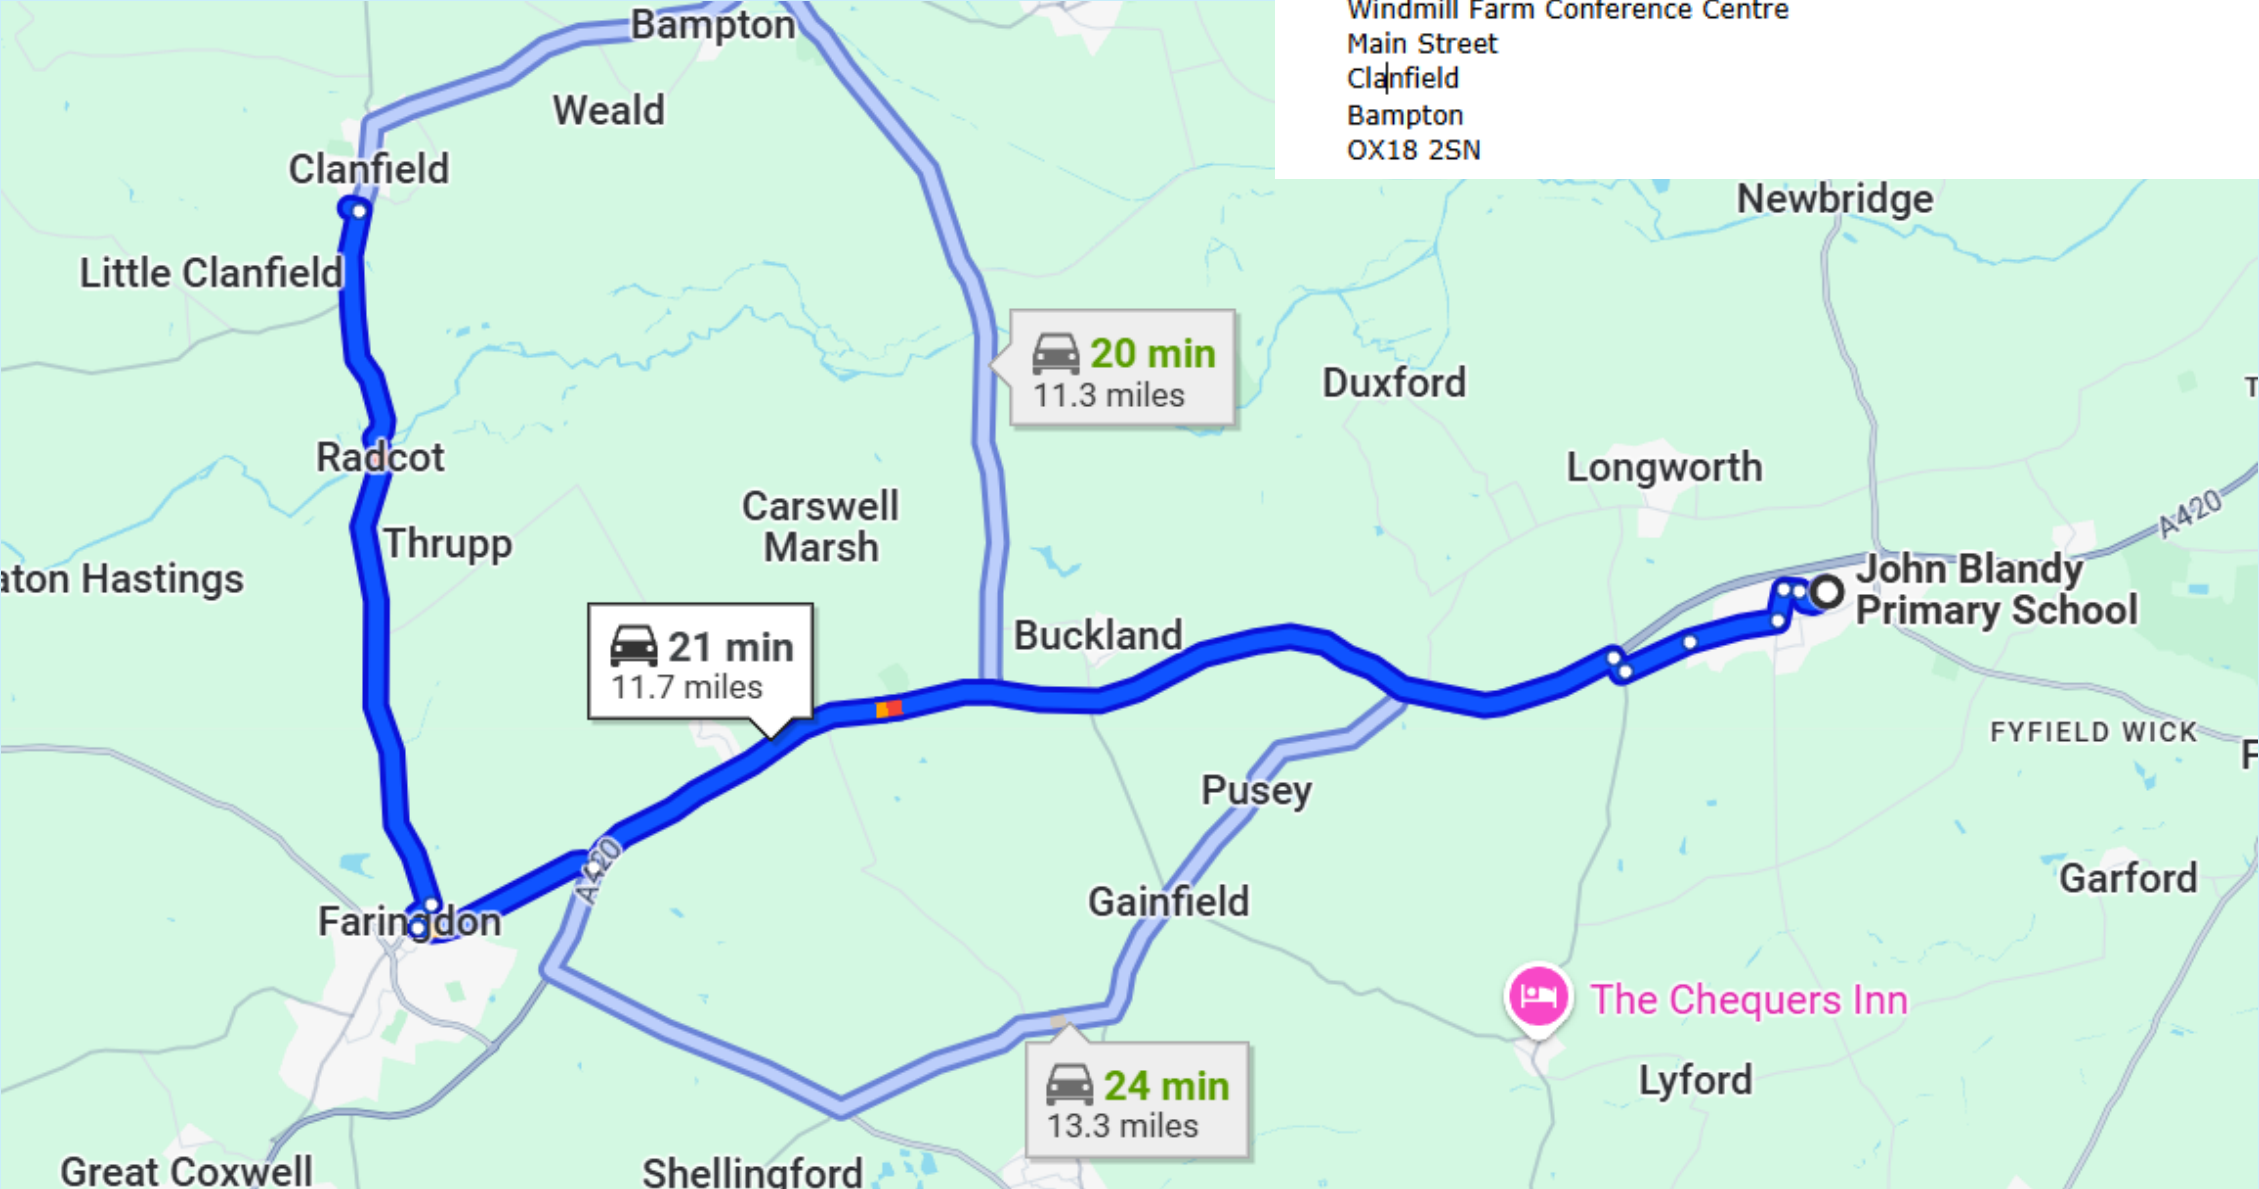 Windmill Farm Conference Centre
Main Street
Clanfield
Bampton
OX18 2SN
Bampton
Weald
Clanfield
Newbridge
Little Clanfield
20 min
11.3 miles
Duxford
Radcot
Longworth
Carswell
Marsh
A420
Thrupp
aton Hastings
John Blandy
Primary School
Buckland
21 min
11.7 miles
FYFIELD WICK
Pusey
A420
Gainfield
Garford
Faringdon
The Chequers Inn
24 min
13.3 miles
Lyford
Great Coxwell
Shellingford